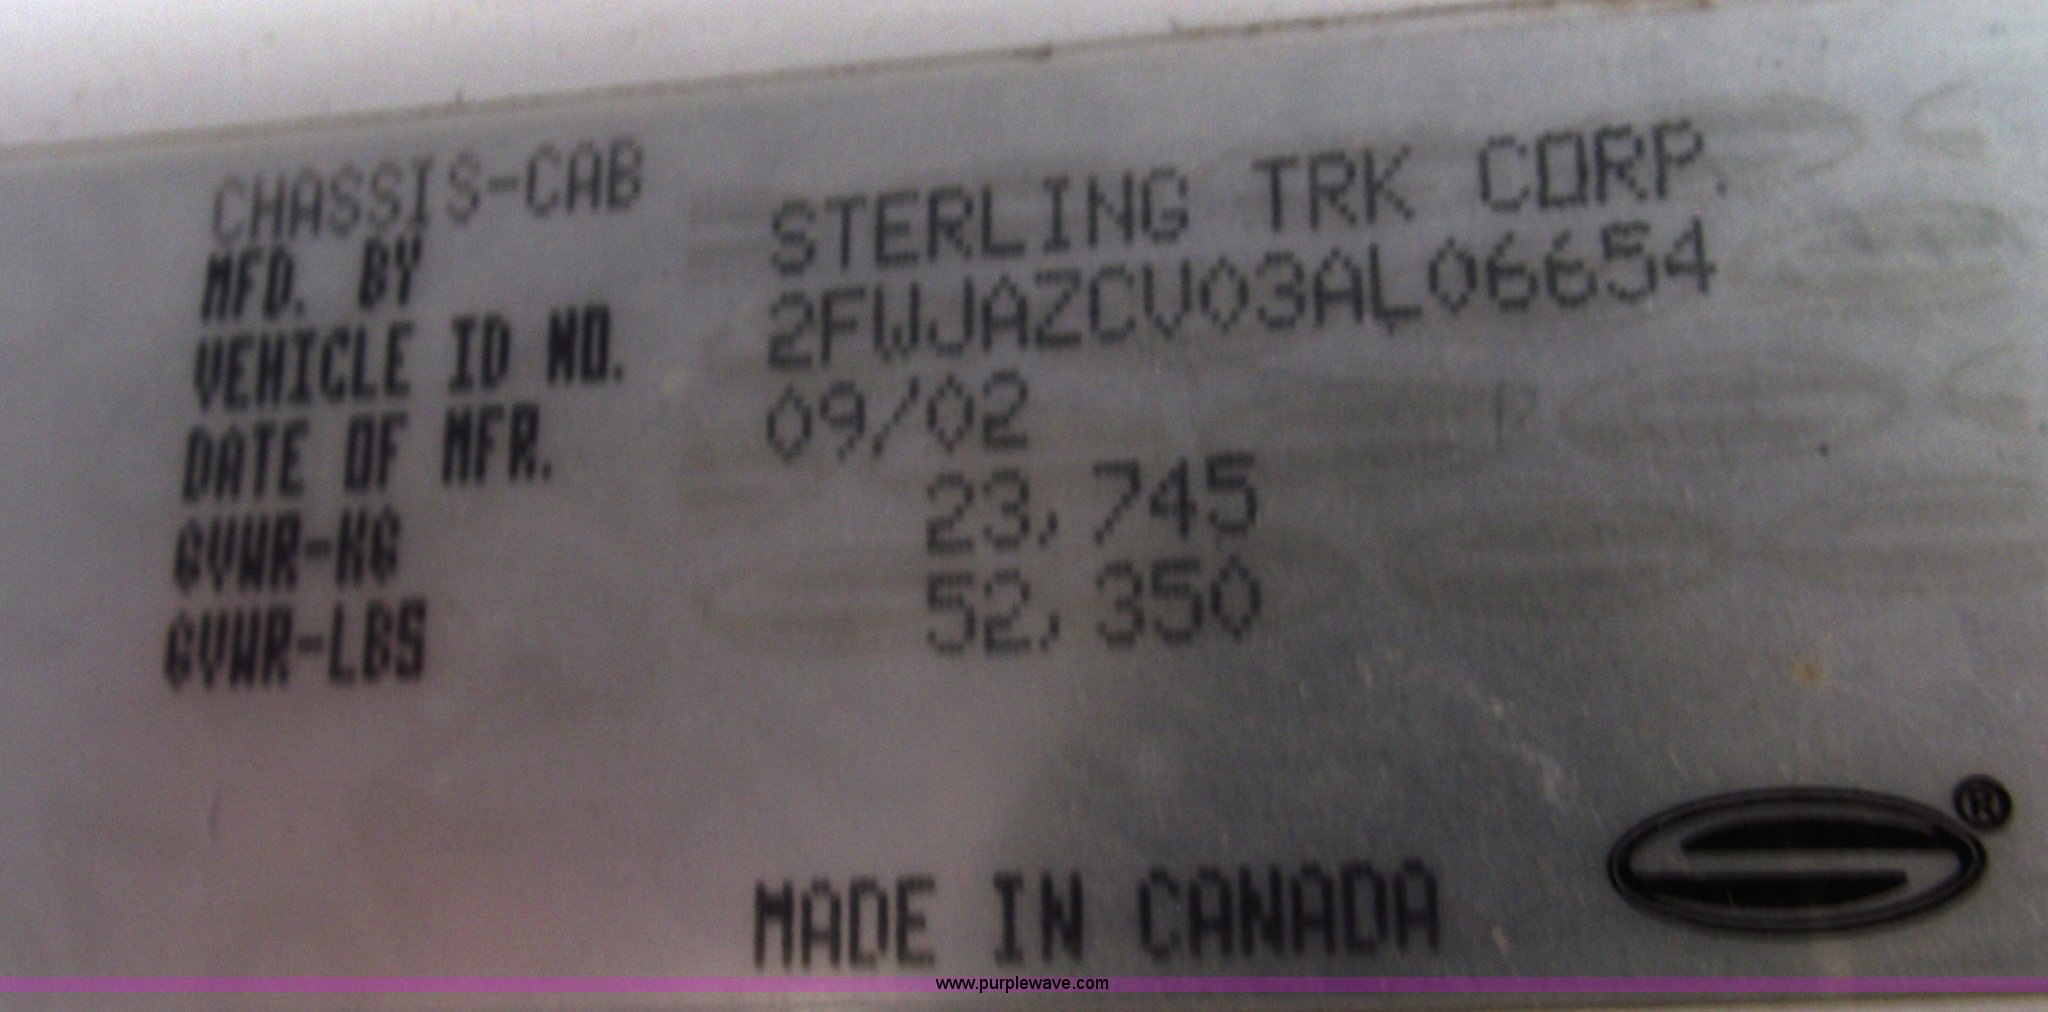 CHASSIS-CAB
MFD. BY STERLING TRK CORP.
VEHICLE ID NO. 2FWJAZCV03AL06654
DATE OF MFR. 09/02
GVWR-KG 23,745
GVWR-LBS 52,350
MADE IN CANADA
®
www.purplewave.com